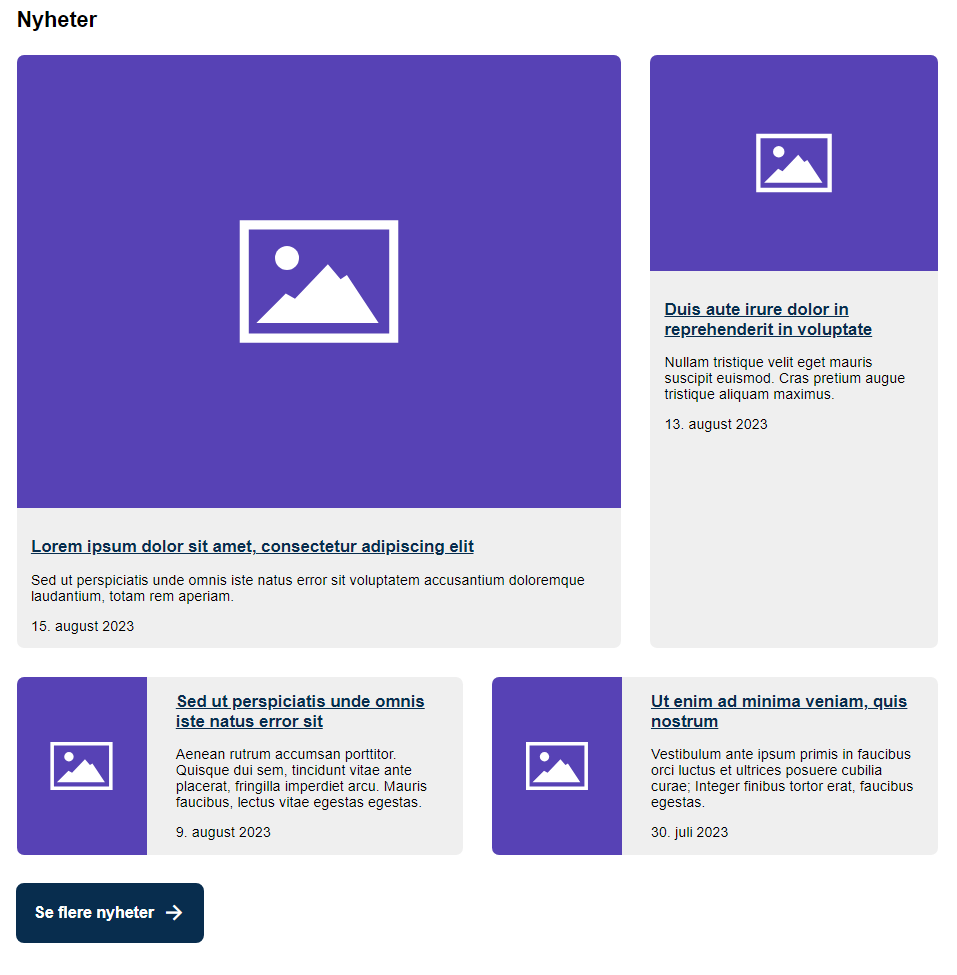 Nyheter
Lorem ipsum dolor sit amet, consectetur adipiscing elit
Sed ut perspiciatis unde omnis iste natus error sit voluptatem accusantium doloremque
laudantium, totam rem aperiam.
15. august 2023
Duis aute irure dolor in
reprehenderit in voluptate
Nullam tristique velit eget mauris
suscipit euismod. Cras pretium augue
tristique aliquam maximus.
13. august 2023
Sed ut perspiciatis unde omnis
iste natus error sit
Aenean rutrum accumsan porttitor.
Quisque dui sem, tincidunt vitae ante
placerat, fringilla imperdiet arcu. Mauris
faucibus, lectus vitae egestas egestas.
9. august 2023
Ut enim ad minima veniam, quis
nostrum
Vestibulum ante ipsum primis in faucibus
orci luctus et ultrices posuere cubilia
curae; Integer finibus tortor erat, faucibus
egestas.
30. juli 2023
Se flere nyheter